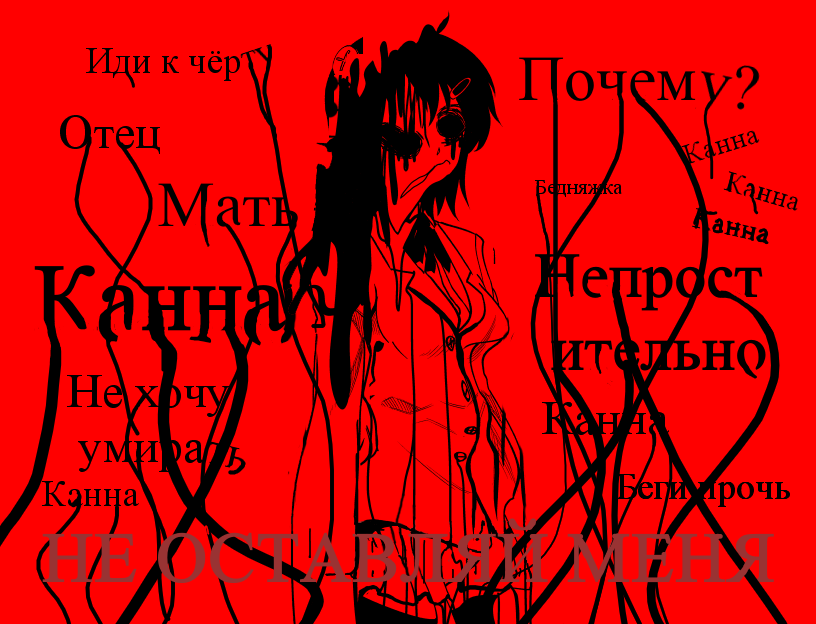 Иди к чёрту
Отец
Мать
Канна
Не хочу
умирать
Канна
Почему?
Канна
Канна
Канна
Бедняжка
Непрост
ительно
Канна
Беги прочь
НЕ ОСТАВЛЯЙ МЕНЯ